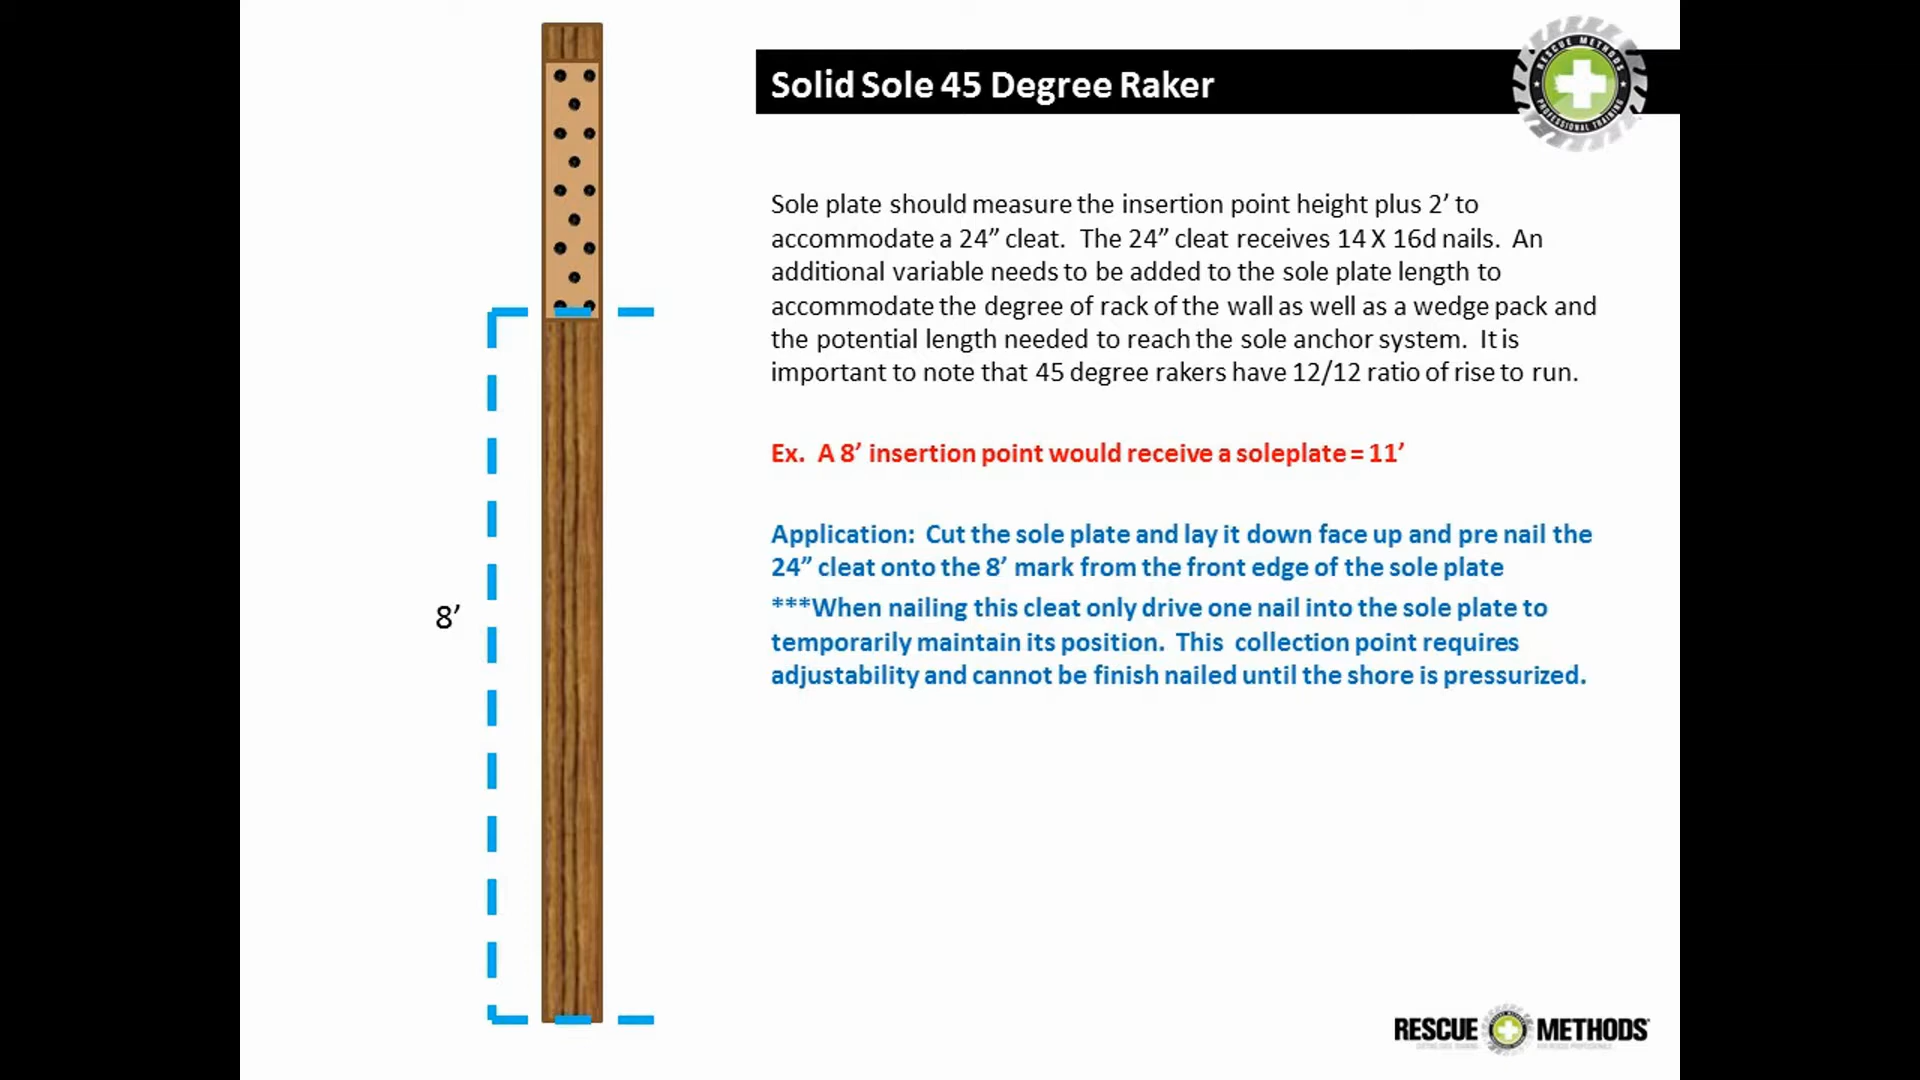 Solid Sole 45 Degree Raker
RESCUE METHODS
PROFESSIONAL TRAINING
Sole plate should measure the insertion point height plus 2’ to
accommodate a 24” cleat.  The 24” cleat receives 14 X 16d nails.  An
additional variable needs to be added to the sole plate length to
accommodate the degree of rack of the wall as well as a wedge pack and
the potential length needed to reach the sole anchor system.  It is
important to note that 45 degree rakers have 12/12 ratio of rise to run.
Ex.  A 8’ insertion point would receive a soleplate = 11’
Application:  Cut the sole plate and lay it down face up and pre nail the
24” cleat onto the 8’ mark from the front edge of the sole plate
***When nailing this cleat only drive one nail into the sole plate to
temporarily maintain its position.  This  collection point requires
adjustability and cannot be finish nailed until the shore is pressurized.
8’
RESCUE METHODS